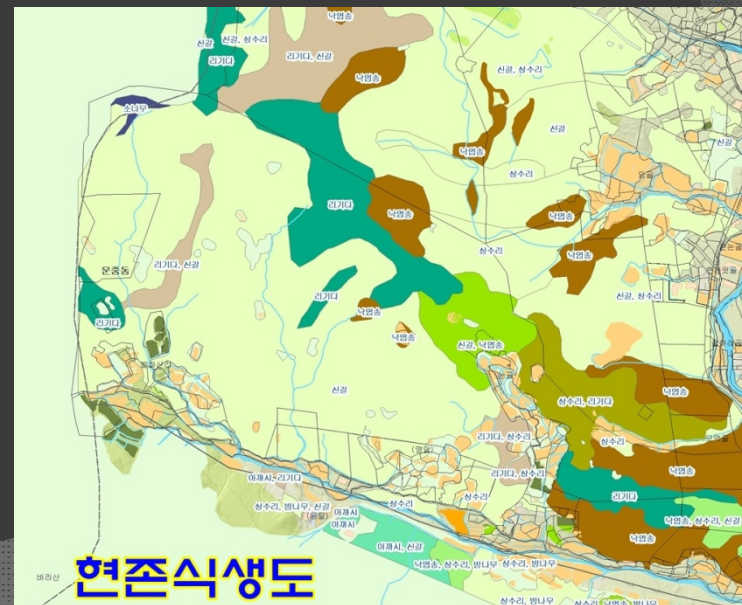 신갈
신갈, 상수리
낙엽송
리기다
리기다, 신갈
낙엽송
신갈, 상수리
소나무
신갈
신갈
낙엽송
상수리
리기다
낙엽송
낙엽송
상수리
낙엽송
리기다, 신갈
운중동
신갈, 상수리
리기다
낙엽송
리기다
낙엽송
신갈, 낙엽송
신갈
상수리, 리기다
리기다, 상수리
상수리
낙엽송
리기다, 상수리
아까시, 리기다
상수리
상수리
리기다
상수리, 밤나무, 신갈
아까시
아까시
낙엽송, 상수리, 신갈
낙엽송
아까시, 신갈
낙엽송, 상수리, 밤나무
상수리, 밤나무
바라산
현존식생도
상수리, 밤나무
상수리, 낙엽송, 밤나무